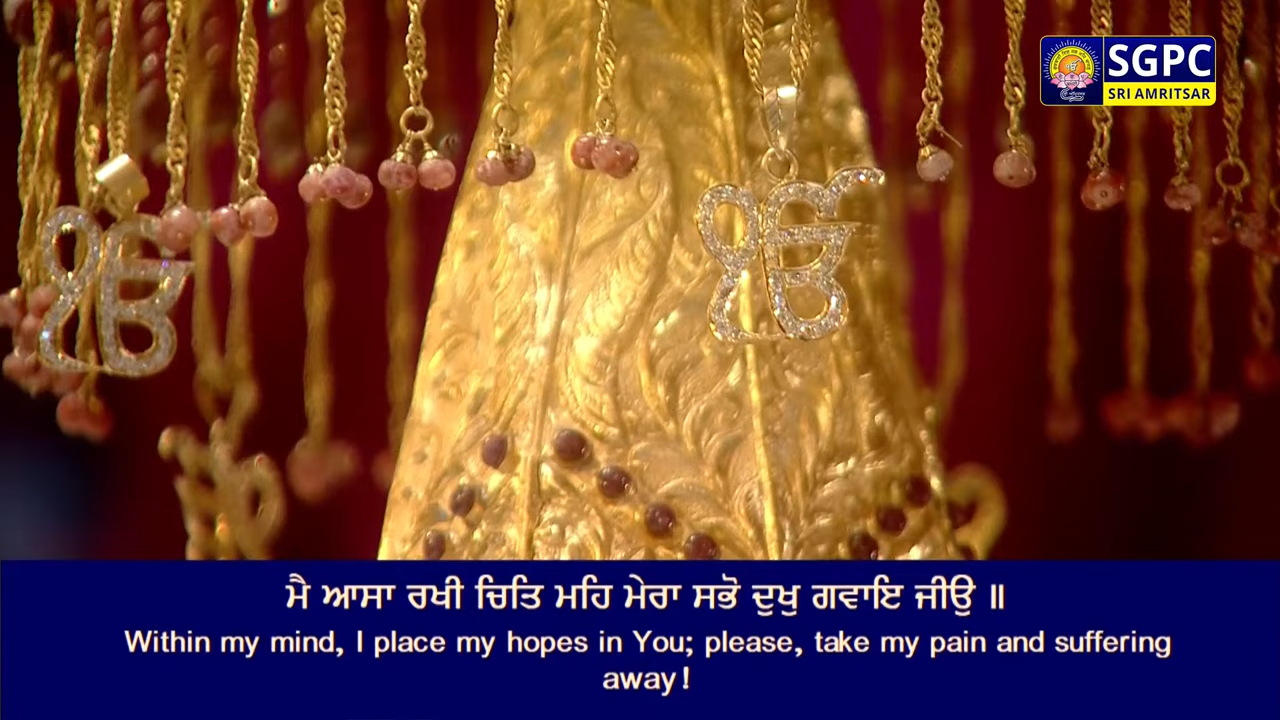 SGPC
SRI AMRITSAR
ੴ
ੴ
ਮੈ ਆਸਾ ਰਖੀ ਚਿਤਿ ਮਹਿ ਮੇਰਾ ਸਭੋ ਦੁਖੁ ਗਵਾਇ ਜੀਉ ॥
Within my mind, I place my hopes in You; please, take my pain and suffering
away!